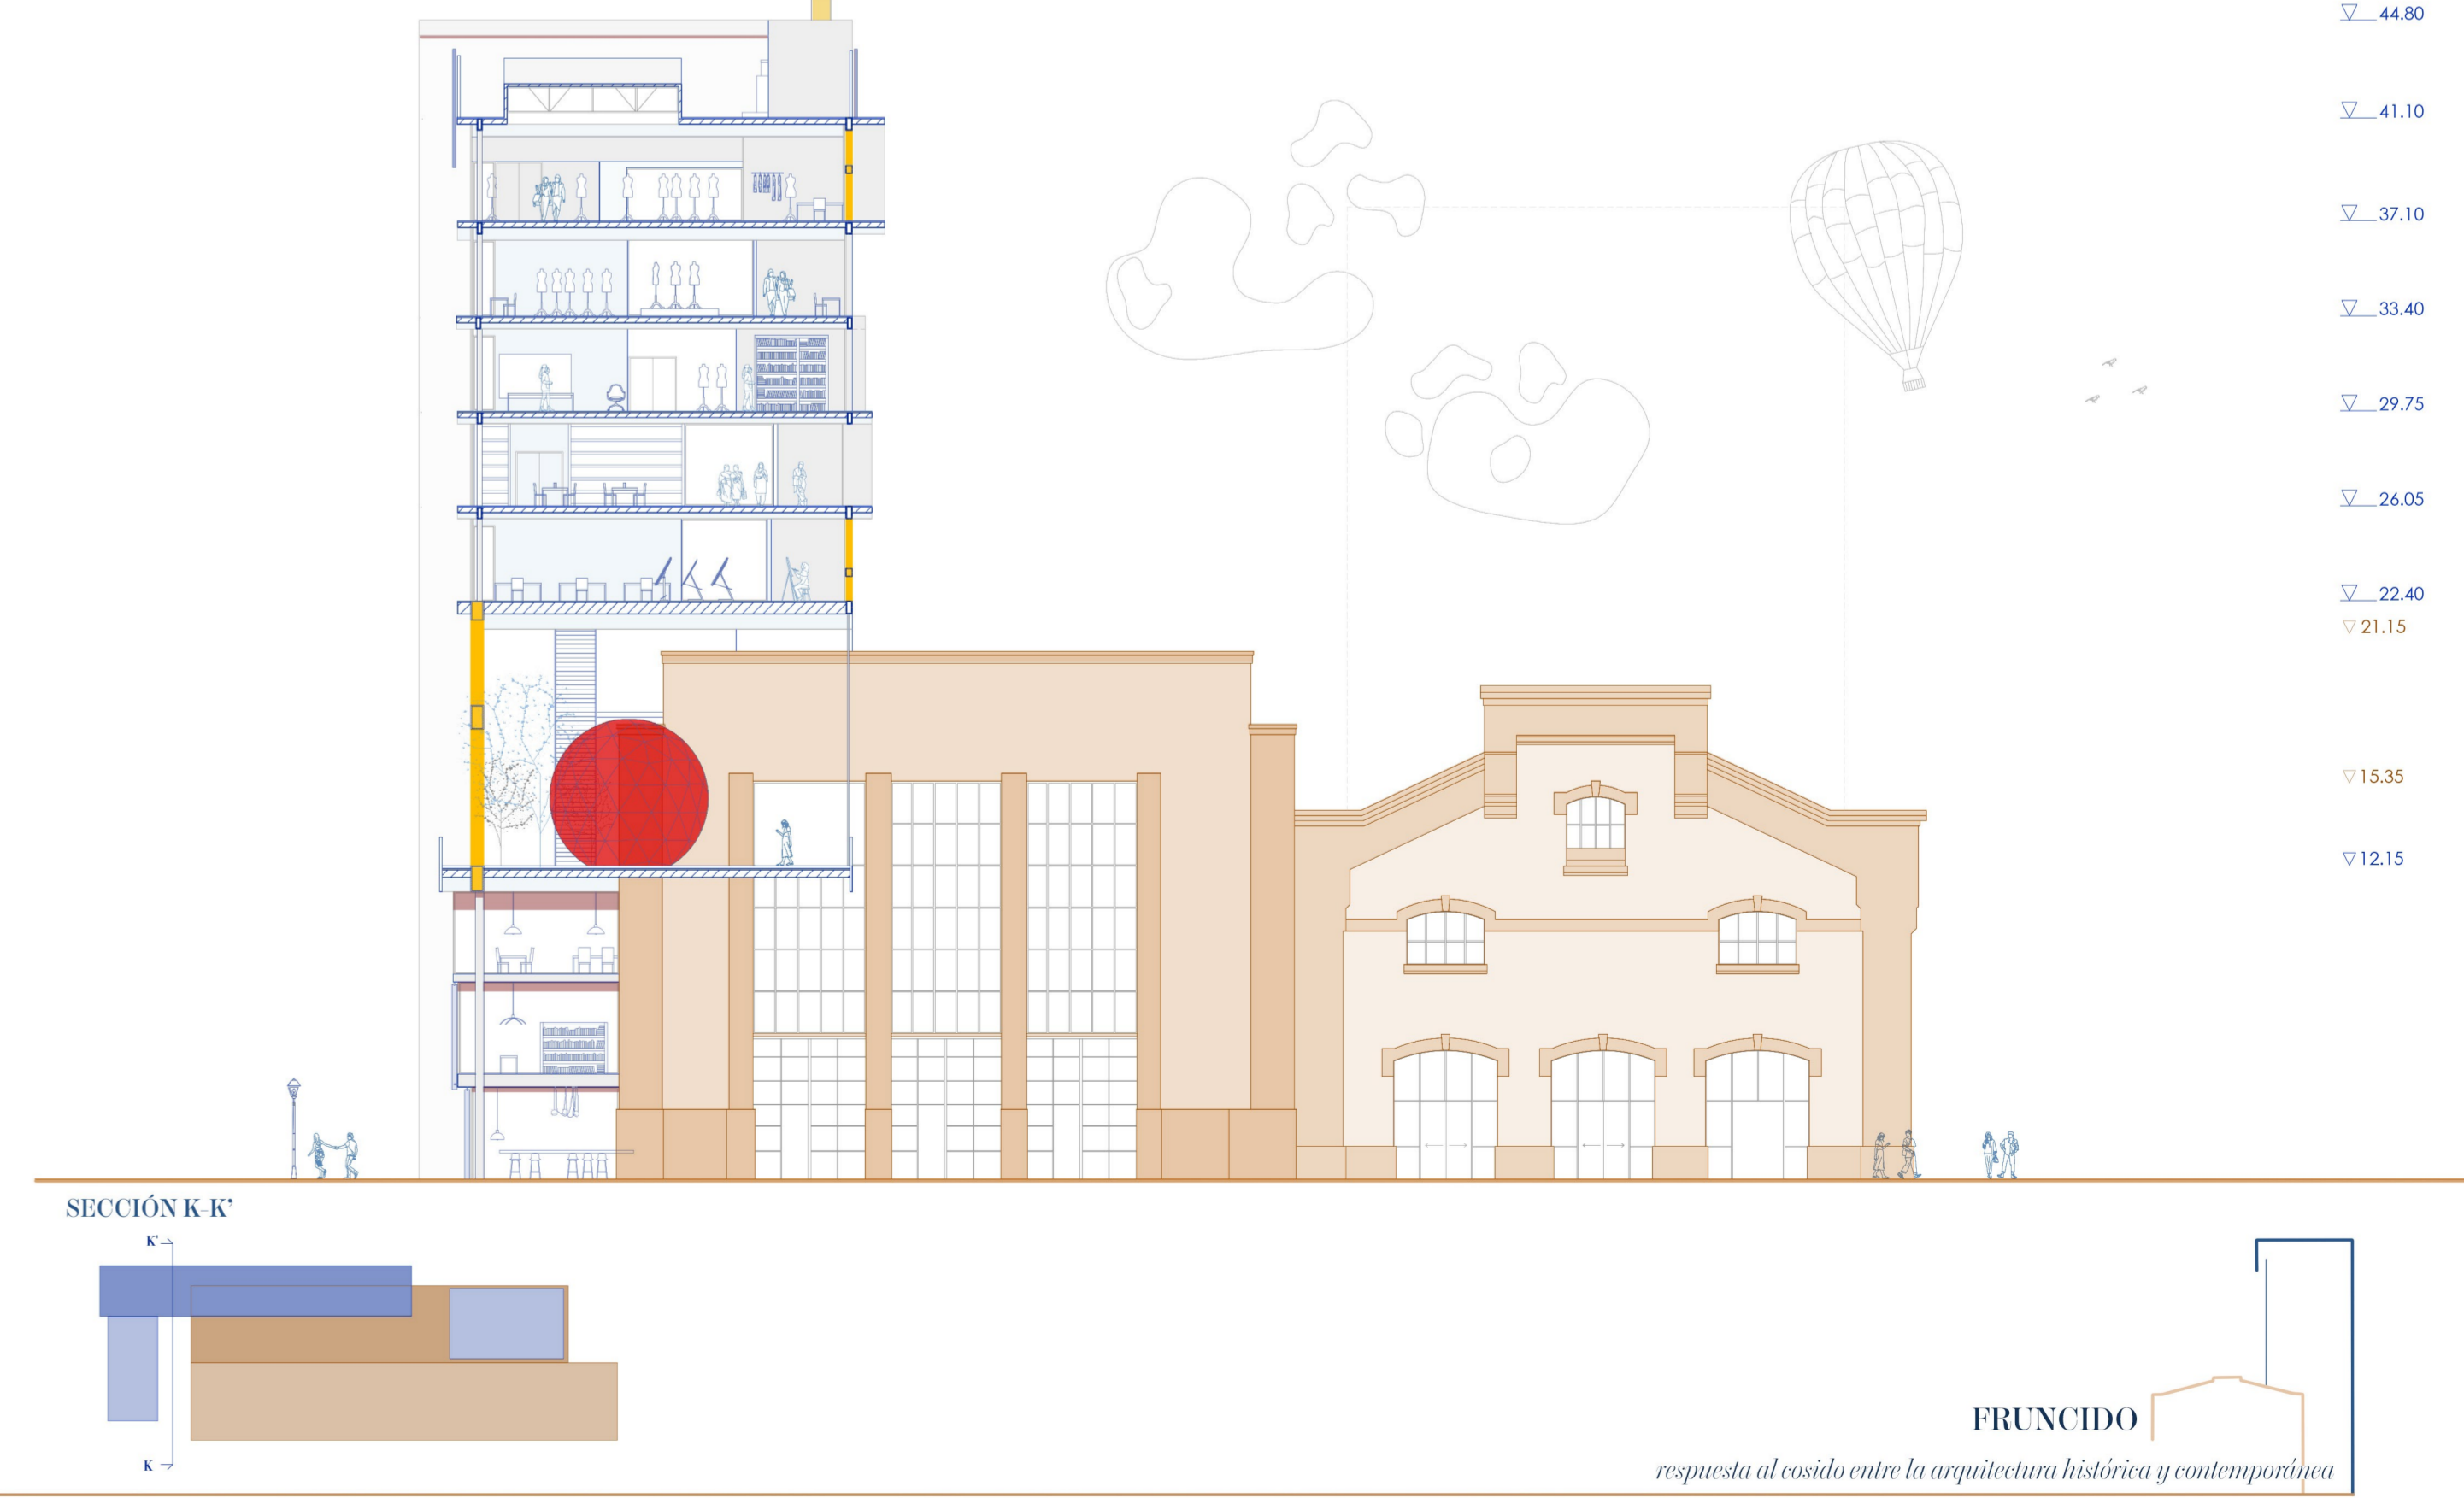 44.80
41.10
37.10
33.40
29.75
26.05
22.40
21.15
15.35
12.15
SECCIÓN K-K'
K'
K
FRUNCIDO
respuesta al cosido entre la arquitectura histórica y contemporánea